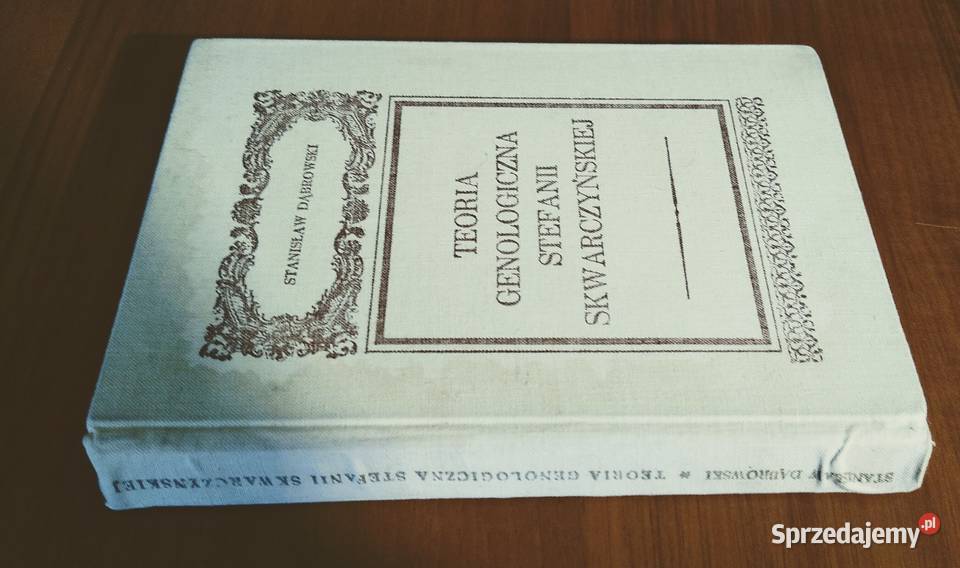 STANISŁAW DĄBROWSKI
TEORIA
GENOLOGICZNA
STEFANII
SKWARCZYŃSKIEJ
STANISŁAW DĄBROWSKI * TEORIA GENOLOGICZNA STEFANII SKWARCZYŃSKIEJ
Sprzedajemy.pl